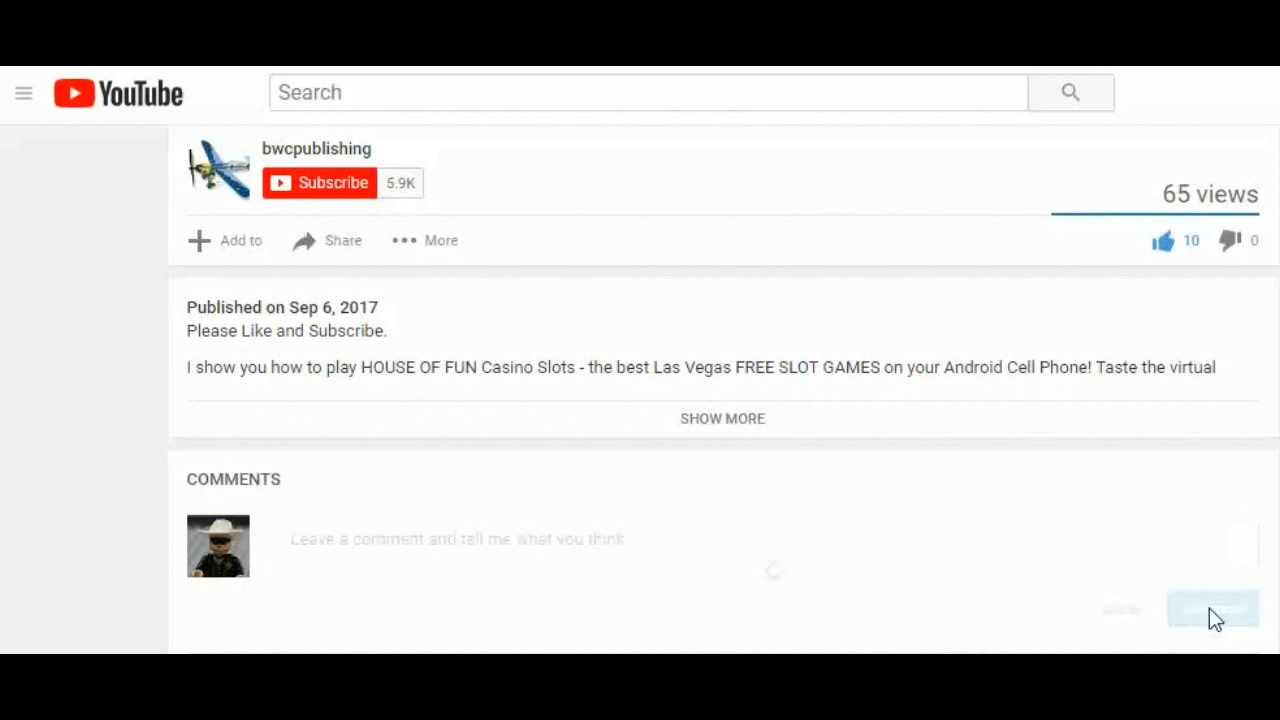 YouTube
Search
bwcpublishing
Subscribe 5.9K
65 views
Add to Share More
10 0
Published on Sep 6, 2017
Please Like and Subscribe.
I show you how to play HOUSE OF FUN Casino Slots - the best Las Vegas FREE SLOT GAMES on your Android Cell Phone! Taste the virtual
SHOW MORE
COMMENTS
Leave a comment and tell me what you think